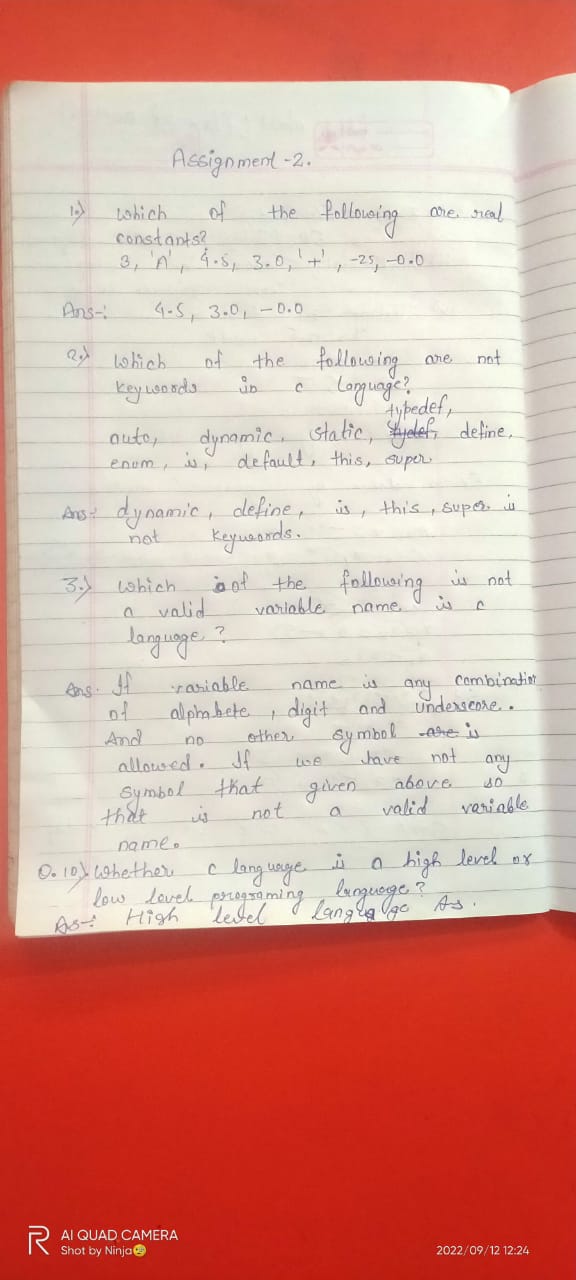 Assignment -2.
1.) which of the following are real
constants?
3, 'A', 4.5, 3.0, '+', -25, -0.0
Ans-: 4.5, 3.0, -0.0
2.) which of the following are not
keywoords in c language?
typedef,
auto, dynamic, static, define,
enum, is, default, this, super.
Ans-: dynamic, define, is, this, super is
not keywoords.
3.) which of the following is not
a valid variable name is c
language?
Ans. If variable name is any combination
of alphabete, digit and underscore.
And no other symbol are is
allowed. If we have not any
symbol that given above so
that is not a valid variable
name.
Q.10) Whether c language is a high level or
low level programing language?
As-: High level language As.
AI QUAD CAMERA
Shot by Ninja😉
2022/09/12 12:24